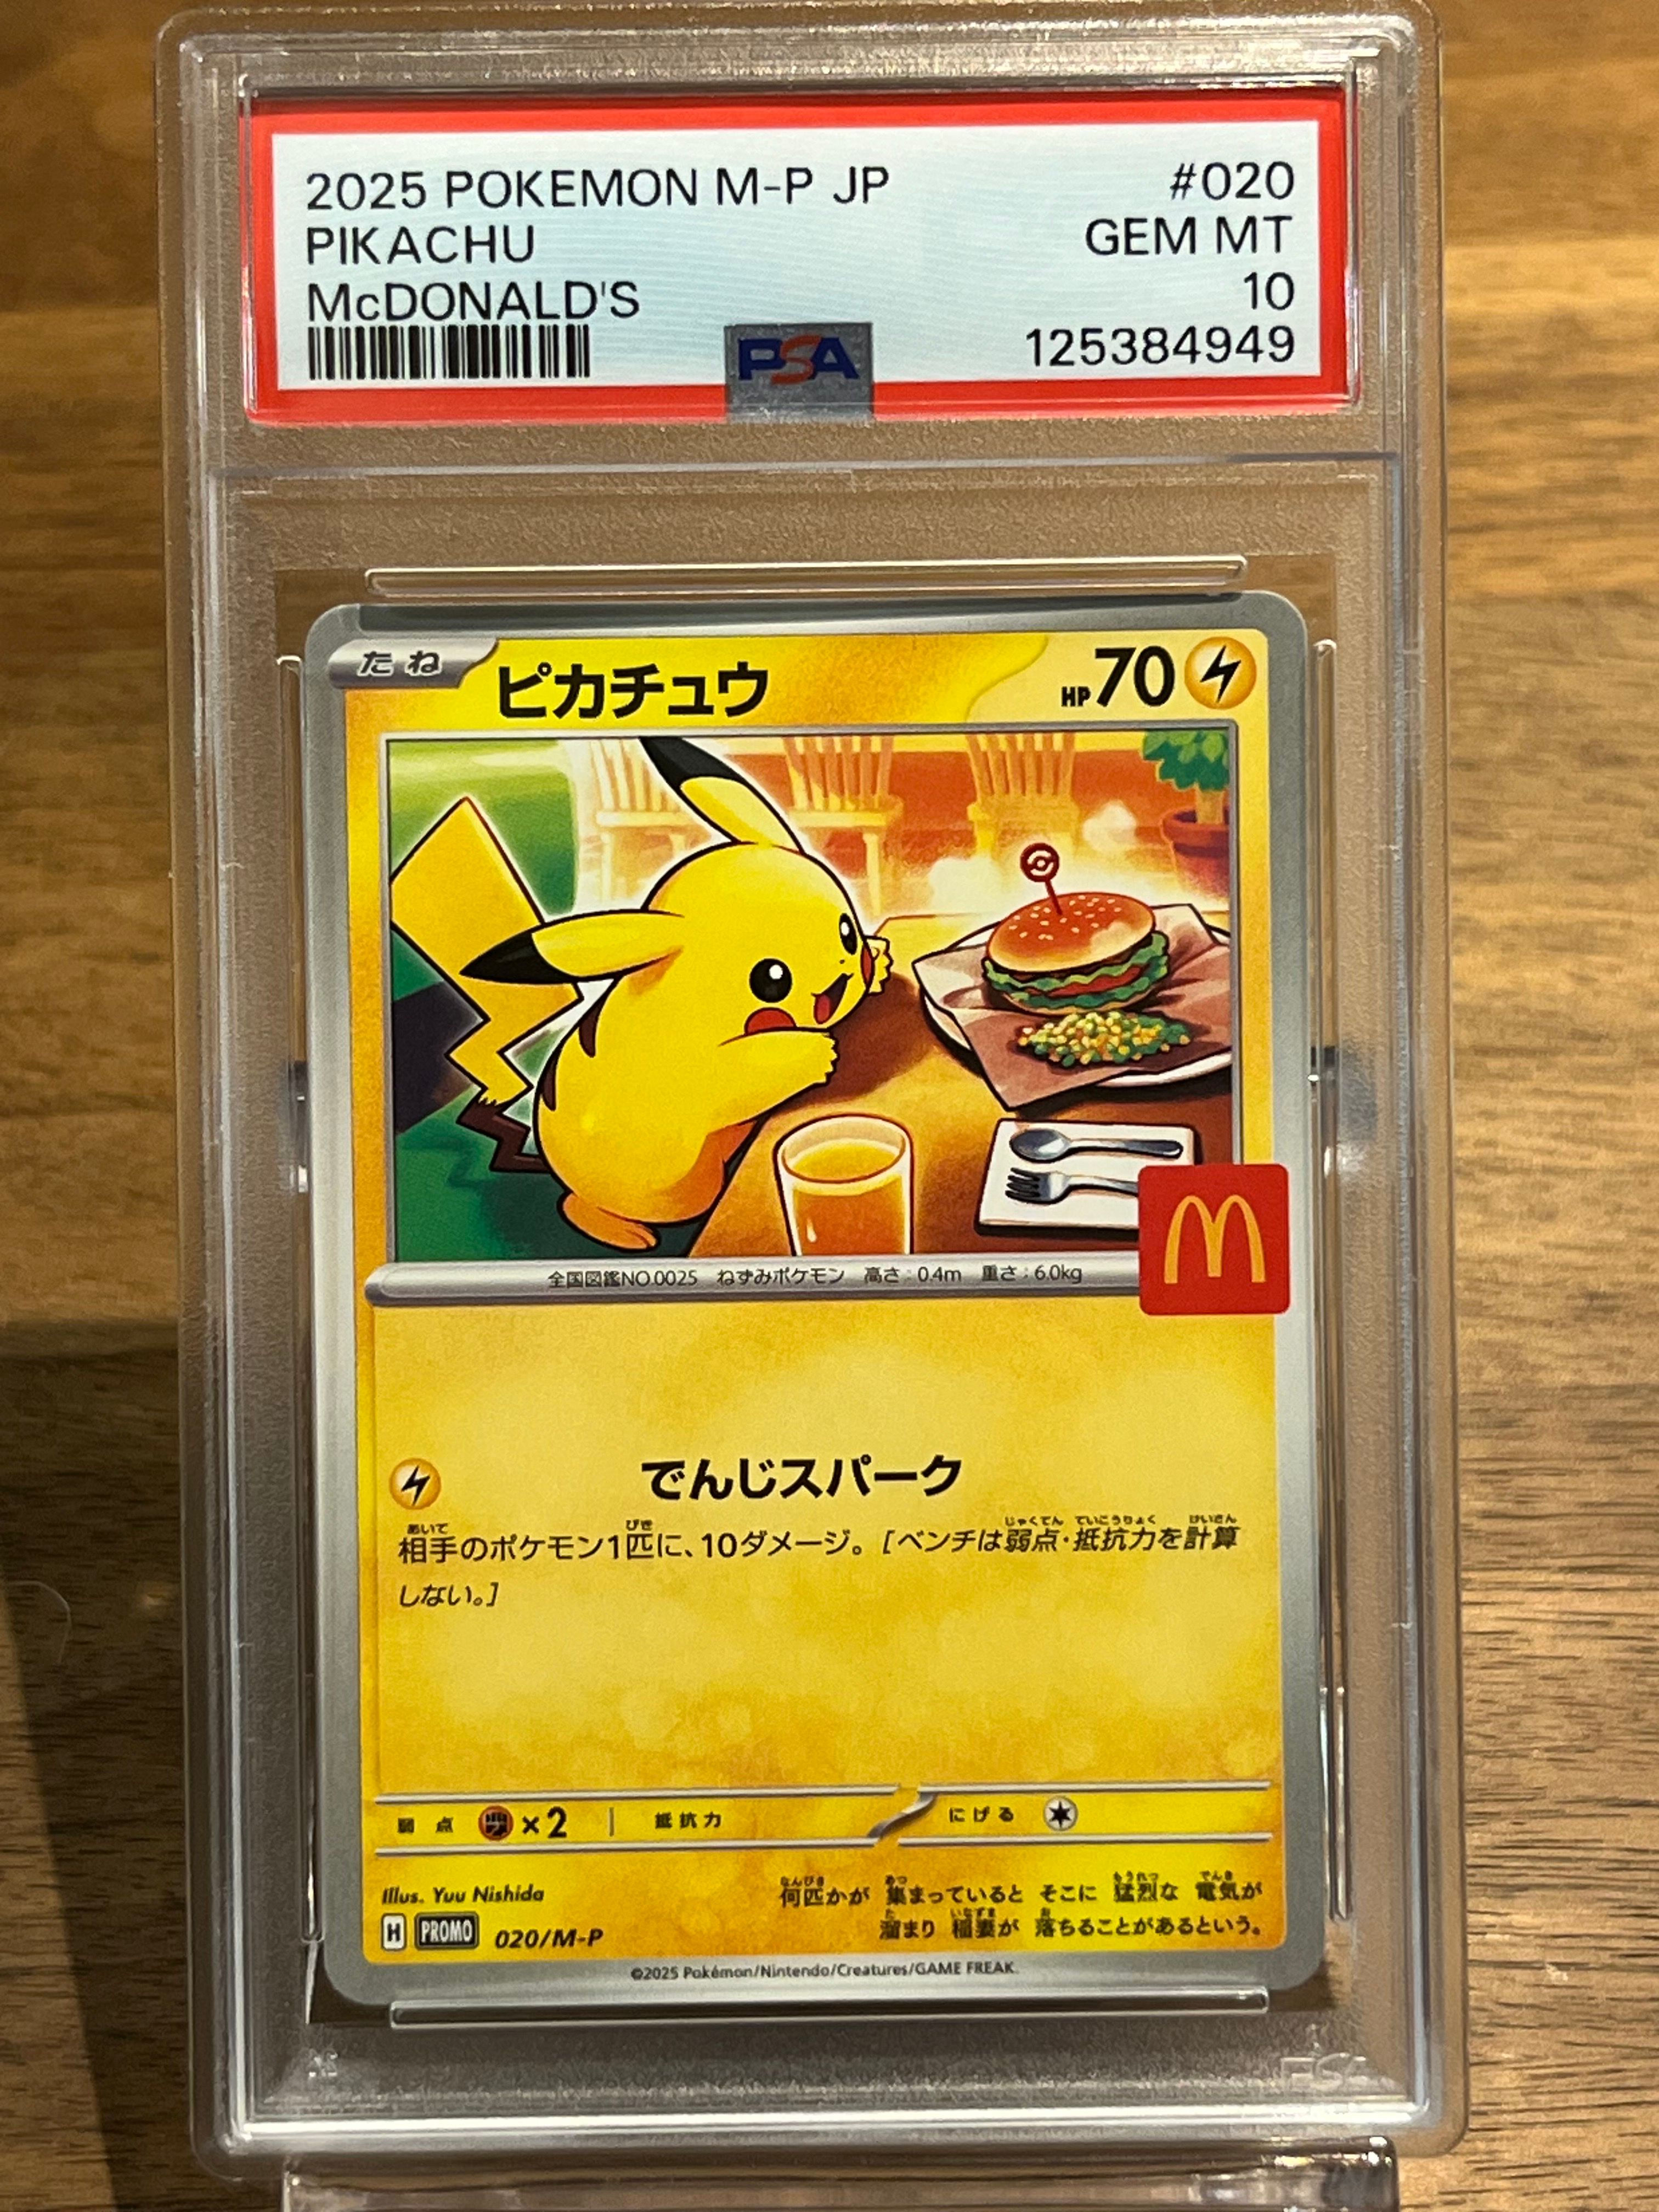 2025 POKEMON M-P JP #020
PIKACHU GEM MT
McDONALD'S 10
PSA 125384949
たね ピカチュウ HP70
全国図鑑NO.0025 ねずみポケモン 高さ:0.4m 重さ:6.0kg
でんじスパーク
相手のポケモン1匹に、10ダメージ。[ベンチは弱点・抵抗力を計算
しない。]
弱点 ×2 抵抗力 にげる
Illus. Yuu Nishida
何匹かが 集まっていると そこに 猛烈な 電気が
溜まり 稲妻が 落ちることがあるという。
H PROMO 020/M-P
©2025 Pokémon/Nintendo/Creatures/GAME FREAK.